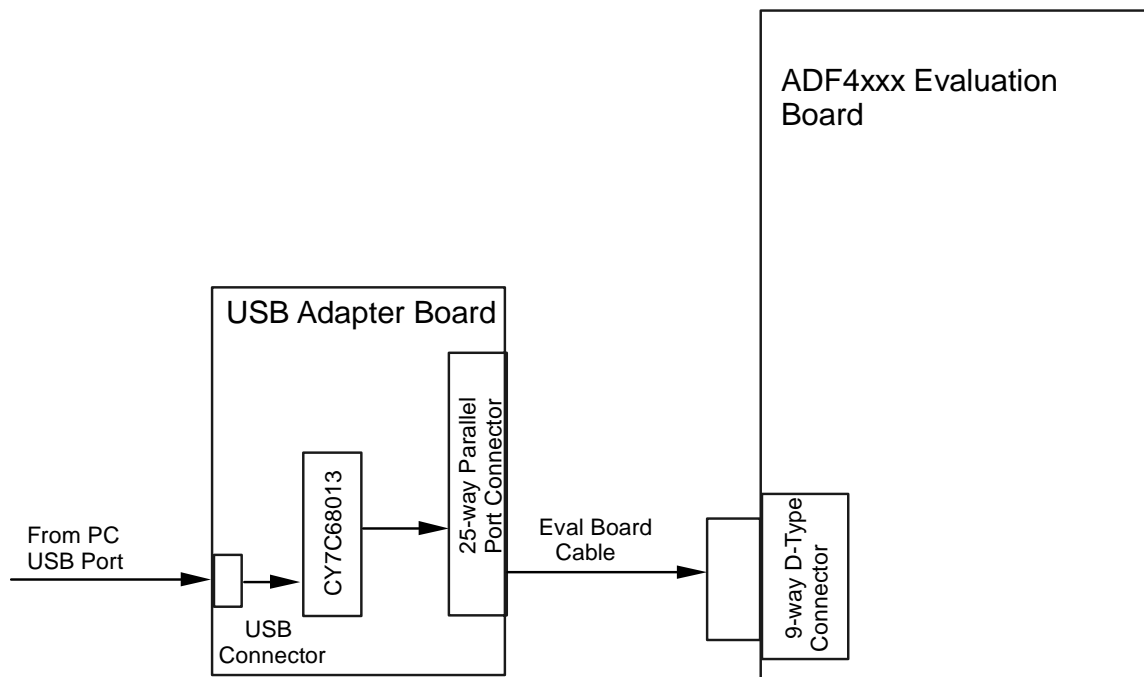 ADF4xxx Evaluation
Board
USB Adapter Board
25-way Parallel
Port Connector
CY7C68013
From PC
USB Port
USB
Connector
Eval Board
Cable
9-way D-Type
Connector